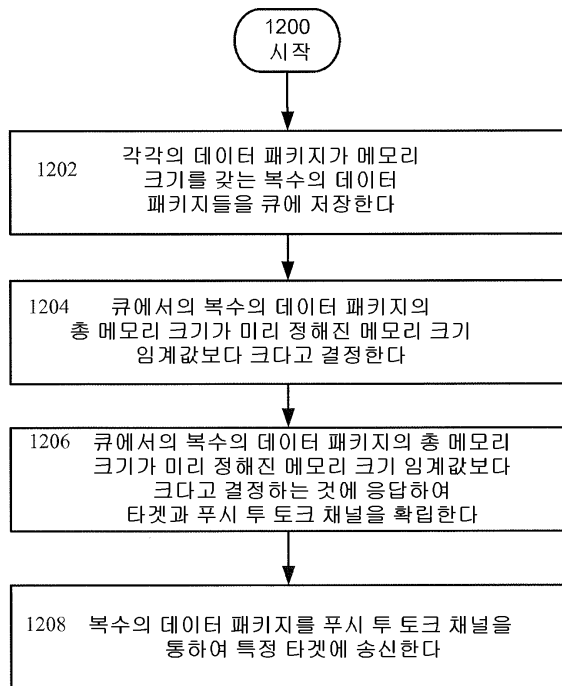 1200
시작
1202 각각의 데이터 패키지가 메모리
크기를 갖는 복수의 데이터
패키지들을 큐에 저장한다
1204 큐에서의 복수의 데이터 패키지의
총 메모리 크기가 미리 정해진 메모리 크기
임계값보다 크다고 결정한다
1206 큐에서의 복수의 데이터 패키지의 총 메모리
크기가 미리 정해진 메모리 크기 임계값보다
크다고 결정하는 것에 응답하여
타겟과 푸시 투 토크 채널을 확립한다
1208 복수의 데이터 패키지를 푸시 투 토크 채널을
통하여 특정 타겟에 송신한다